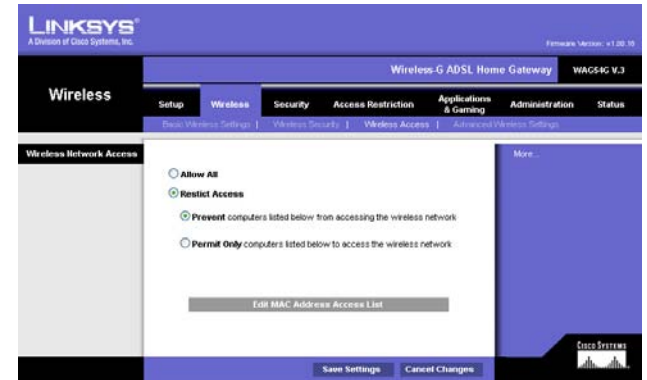 LINKSYS®
A Division of Cisco Systems, Inc.
Firmware Version: v1.00.10
Wireless-G ADSL Home Gateway WAG54G V.3
Wireless
Setup Wireless Security Access Restriction Applications & Gaming Administration Status
Basic Wireless Settings | Wireless Security | Wireless Access | Advanced Wireless Settings
Wireless Network Access
More...
Allow All
Restict Access
Prevent computers listed below from accessing the wireless network
Permit Only computers listed below to access the wireless network
Edit MAC Address Access List
CISCO SYSTEMS
Save Settings Cancel Changes